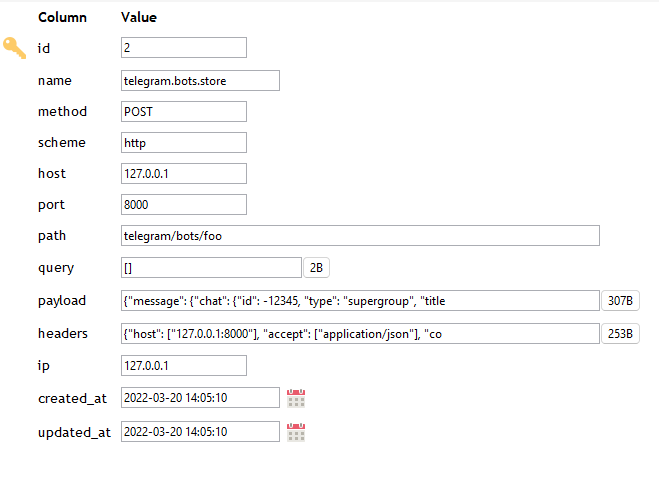 Column Value
id 2
name telegram.bots.store
method POST
scheme http
host 127.0.0.1
port 8000
path telegram/bots/foo
query [] 2B
payload {"message": {"chat": {"id": -12345, "type": "supergroup", "title 307B
headers {"host": ["127.0.0.1:8000"], "accept": ["application/json"], "co 253B
ip 127.0.0.1
created_at 2022-03-20 14:05:10
updated_at 2022-03-20 14:05:10